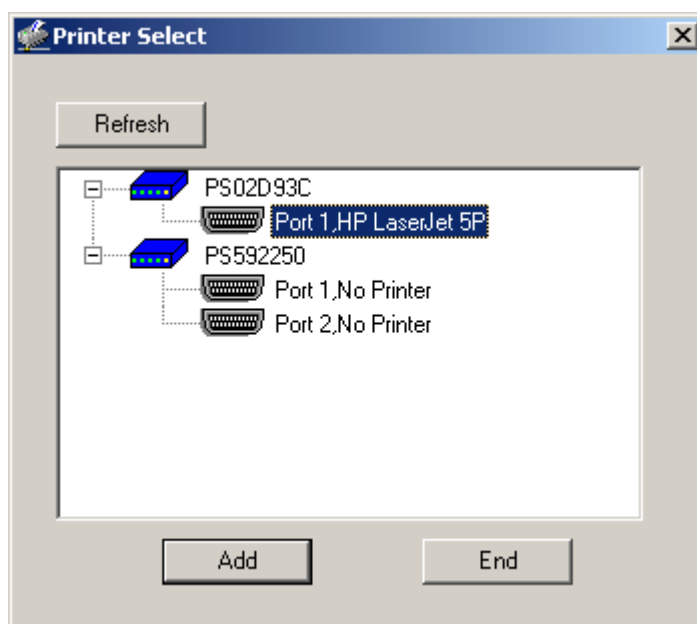 Printer Select
Refresh
PS02D93C
Port 1,HP LaserJet 5P
PS592250
Port 1,No Printer
Port 2,No Printer
Add End